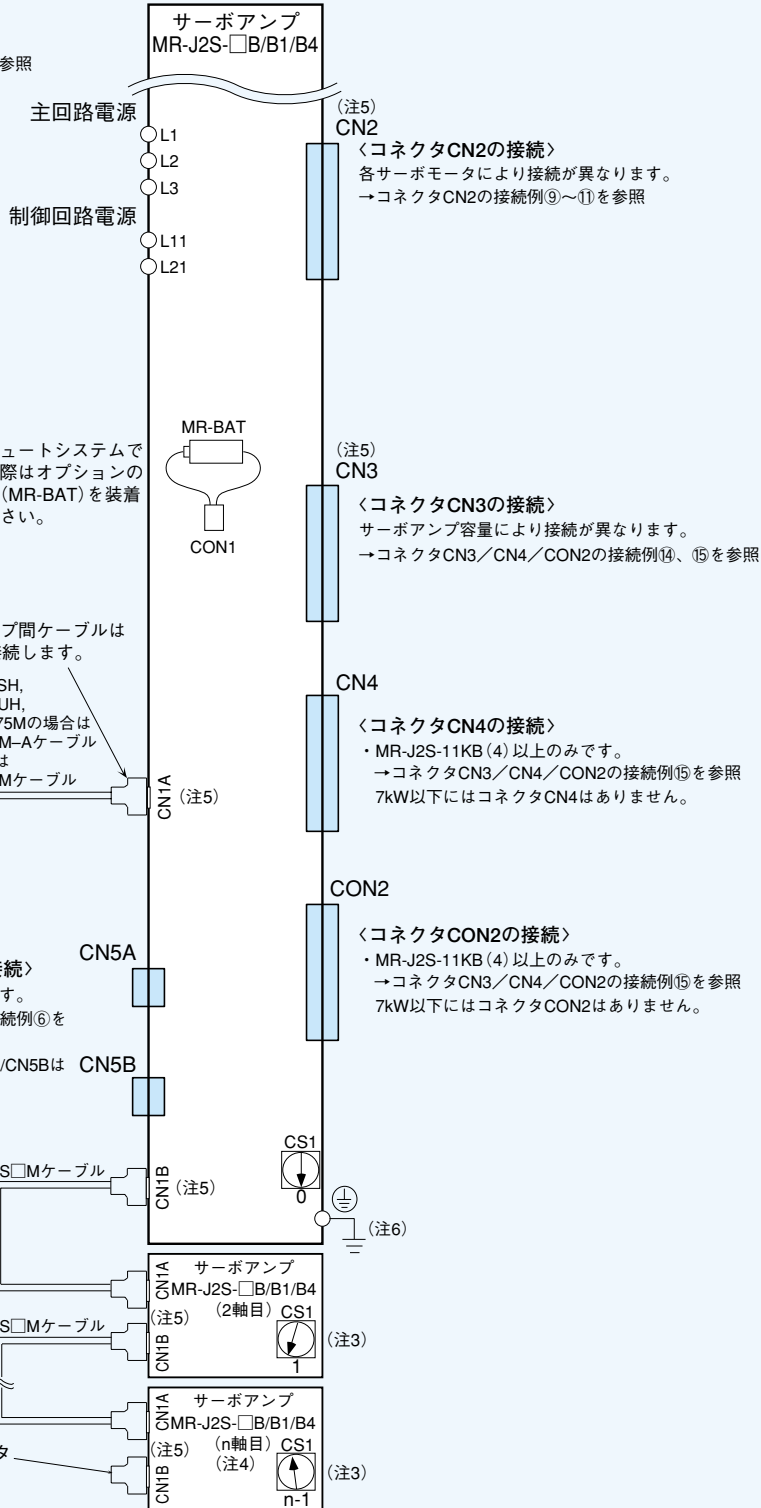 サーボアンプ
MR-J2S-□B/B1/B4
参照
主回路電源
L1
L2
L3
制御回路電源
L11
L21
(注5)
CN2
〈コネクタCN2の接続〉
各サーボモータにより接続が異なります。
→コネクタCN2の接続例⑨〜⑪を参照
MR-BAT
CON1
ュートシステムで
際はオプションの
(MR-BAT)を装着
さい。
(注5)
CN3
〈コネクタCN3の接続〉
サーボアンプ容量により接続が異なります。
→コネクタCN3／CN4／CON2の接続例⑭、⑮を参照
プ間ケーブルは
続します。
SH,
UH,
75Mの場合は
M–Aケーブル
は
Mケーブル
CN1A
(注5)
CN4
〈コネクタCN4の接続〉
・MR-J2S-11KB(4)以上のみです。
→コネクタCN3／CN4／CON2の接続例⑮を参照
7kW以下にはコネクタCN4はありません。
CON2
〈コネクタCON2の接続〉
・MR-J2S-11KB(4)以上のみです。
→コネクタCN3／CN4／CON2の接続例⑮を参照
7kW以下にはコネクタCON2はありません。
続〉
す。
続例⑥を
/CN5Bは
CN5A
CN5B
S□Mケーブル
CN1B
(注5)
CS1
0
(注6)
サーボアンプ
MR-J2S-□B/B1/B4
(2軸目)
CN1A
(注5)
CS1
1
(注3)
S□Mケーブル
CN1B
サーボアンプ
MR-J2S-□B/B1/B4
(n軸目)
(注4)
CN1A
(注5)
CS1
n-1
(注3)
タ
CN1B